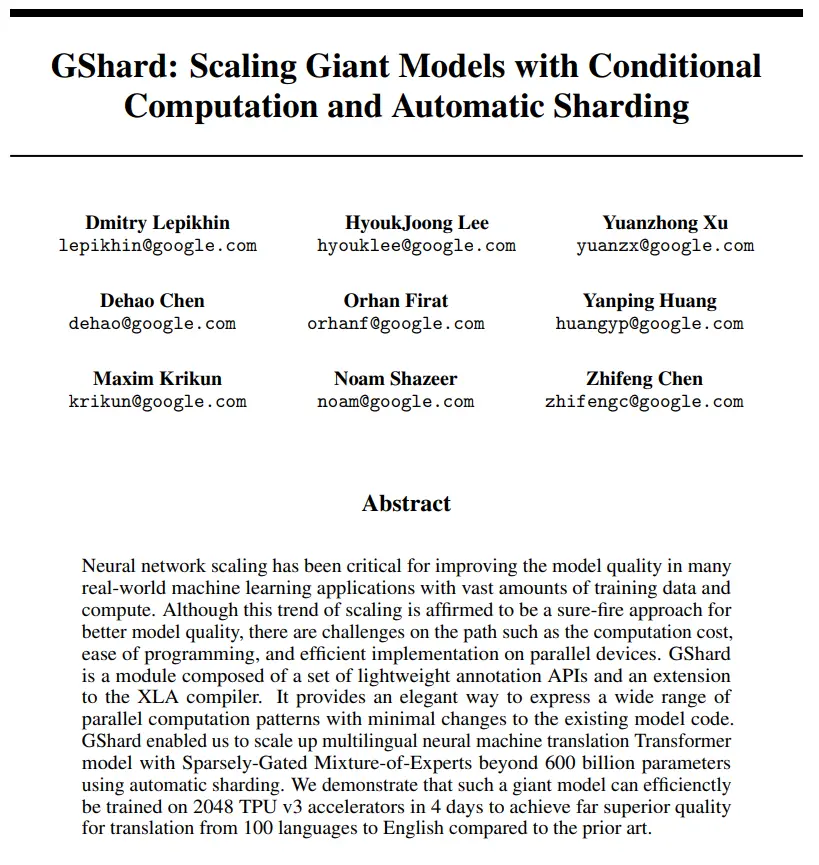 GShard: Scaling Giant Models with Conditional
Computation and Automatic Sharding
Dmitry Lepikhin HyoukJoong Lee Yuanzhong Xu
lepikhin@google.com hyouklee@google.com yuanzx@google.com
Dehao Chen Orhan Firat Yanping Huang
dehao@google.com orhanf@google.com huangyp@google.com
Maxim Krikun Noam Shazeer Zhifeng Chen
krikun@google.com noam@google.com zhifengc@google.com
Abstract
Neural network scaling has been critical for improving the model quality in many
real-world machine learning applications with vast amounts of training data and
compute. Although this trend of scaling is affirmed to be a sure-fire approach for
better model quality, there are challenges on the path such as the computation cost,
ease of programming, and efficient implementation on parallel devices. GShard
is a module composed of a set of lightweight annotation APIs and an extension
to the XLA compiler. It provides an elegant way to express a wide range of
parallel computation patterns with minimal changes to the existing model code.
GShard enabled us to scale up multilingual neural machine translation Transformer
model with Sparsely-Gated Mixture-of-Experts beyond 600 billion parameters
using automatic sharding. We demonstrate that such a giant model can efficienctly
be trained on 2048 TPU v3 accelerators in 4 days to achieve far superior quality
for translation from 100 languages to English compared to the prior art.